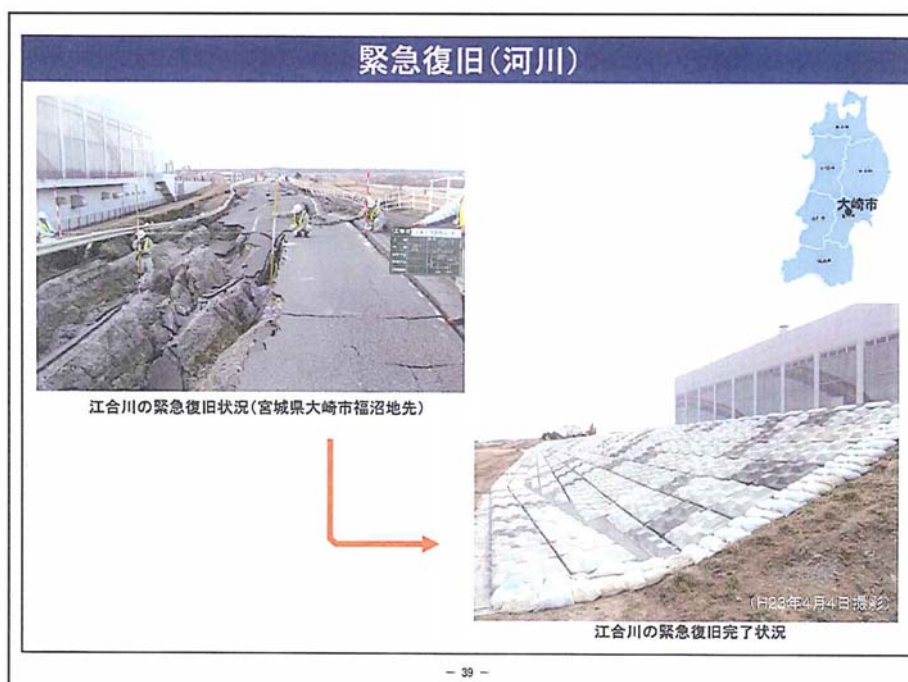 緊急復旧(河川)
大崎市
江合川の緊急復旧状況(宮城県大崎市福沼地先)
(H23年4月4日撮影)
江合川の緊急復旧完了状況
- 39 -